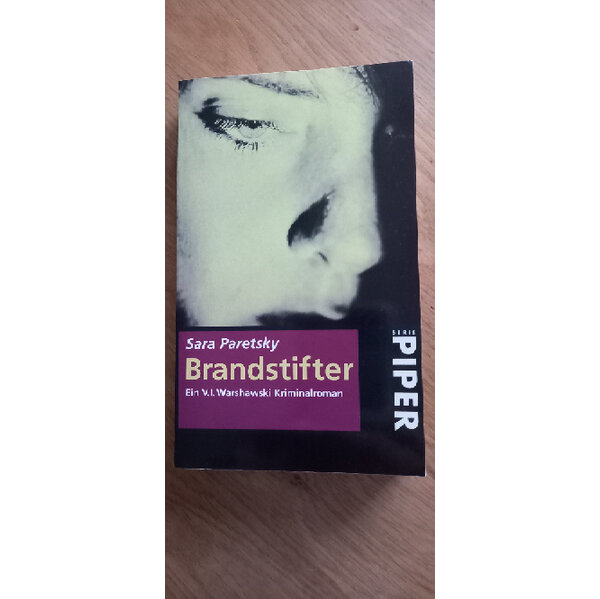 Sara Paretsky
Brandstifter
Ein V.I. Warshawski Kriminalroman
SERIE
PIPER